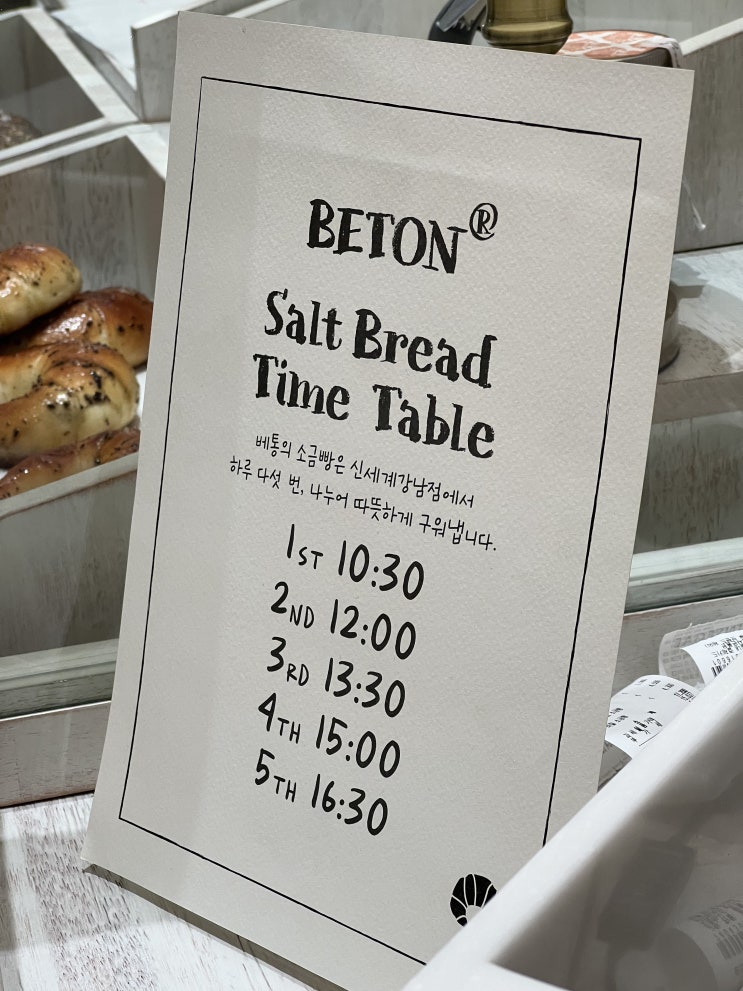 BETON®
Salt Bread
Time Table
베통의 소금빵은 신세계강남점에서
하루 다섯 번, 나누어 따뜻하게 구워냅니다.
1ST 10:30
2ND 12:00
3RD 13:30
4TH 15:00
5TH 16:30